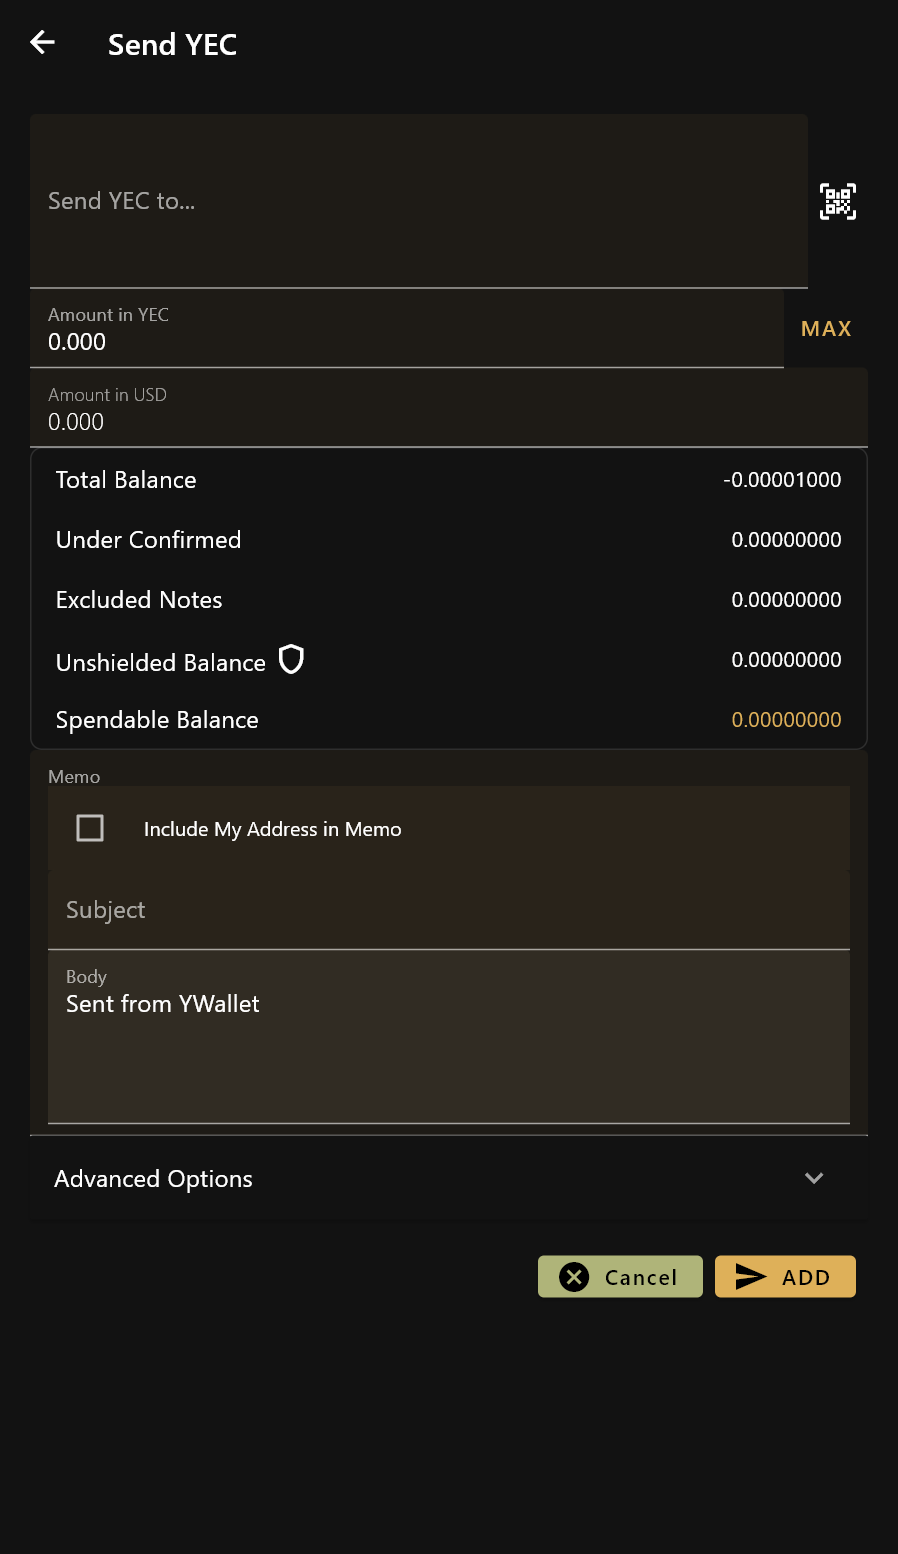 Send YEC
Send YEC to...
Amount in YEC
0.000
MAX
Amount in USD
0.000
Total Balance -0.00001000
Under Confirmed 0.00000000
Excluded Notes 0.00000000
Unshielded Balance 0.00000000
Spendable Balance 0.00000000
Memo
Include My Address in Memo
Subject
Body
Sent from YWallet
Advanced Options
Cancel ADD